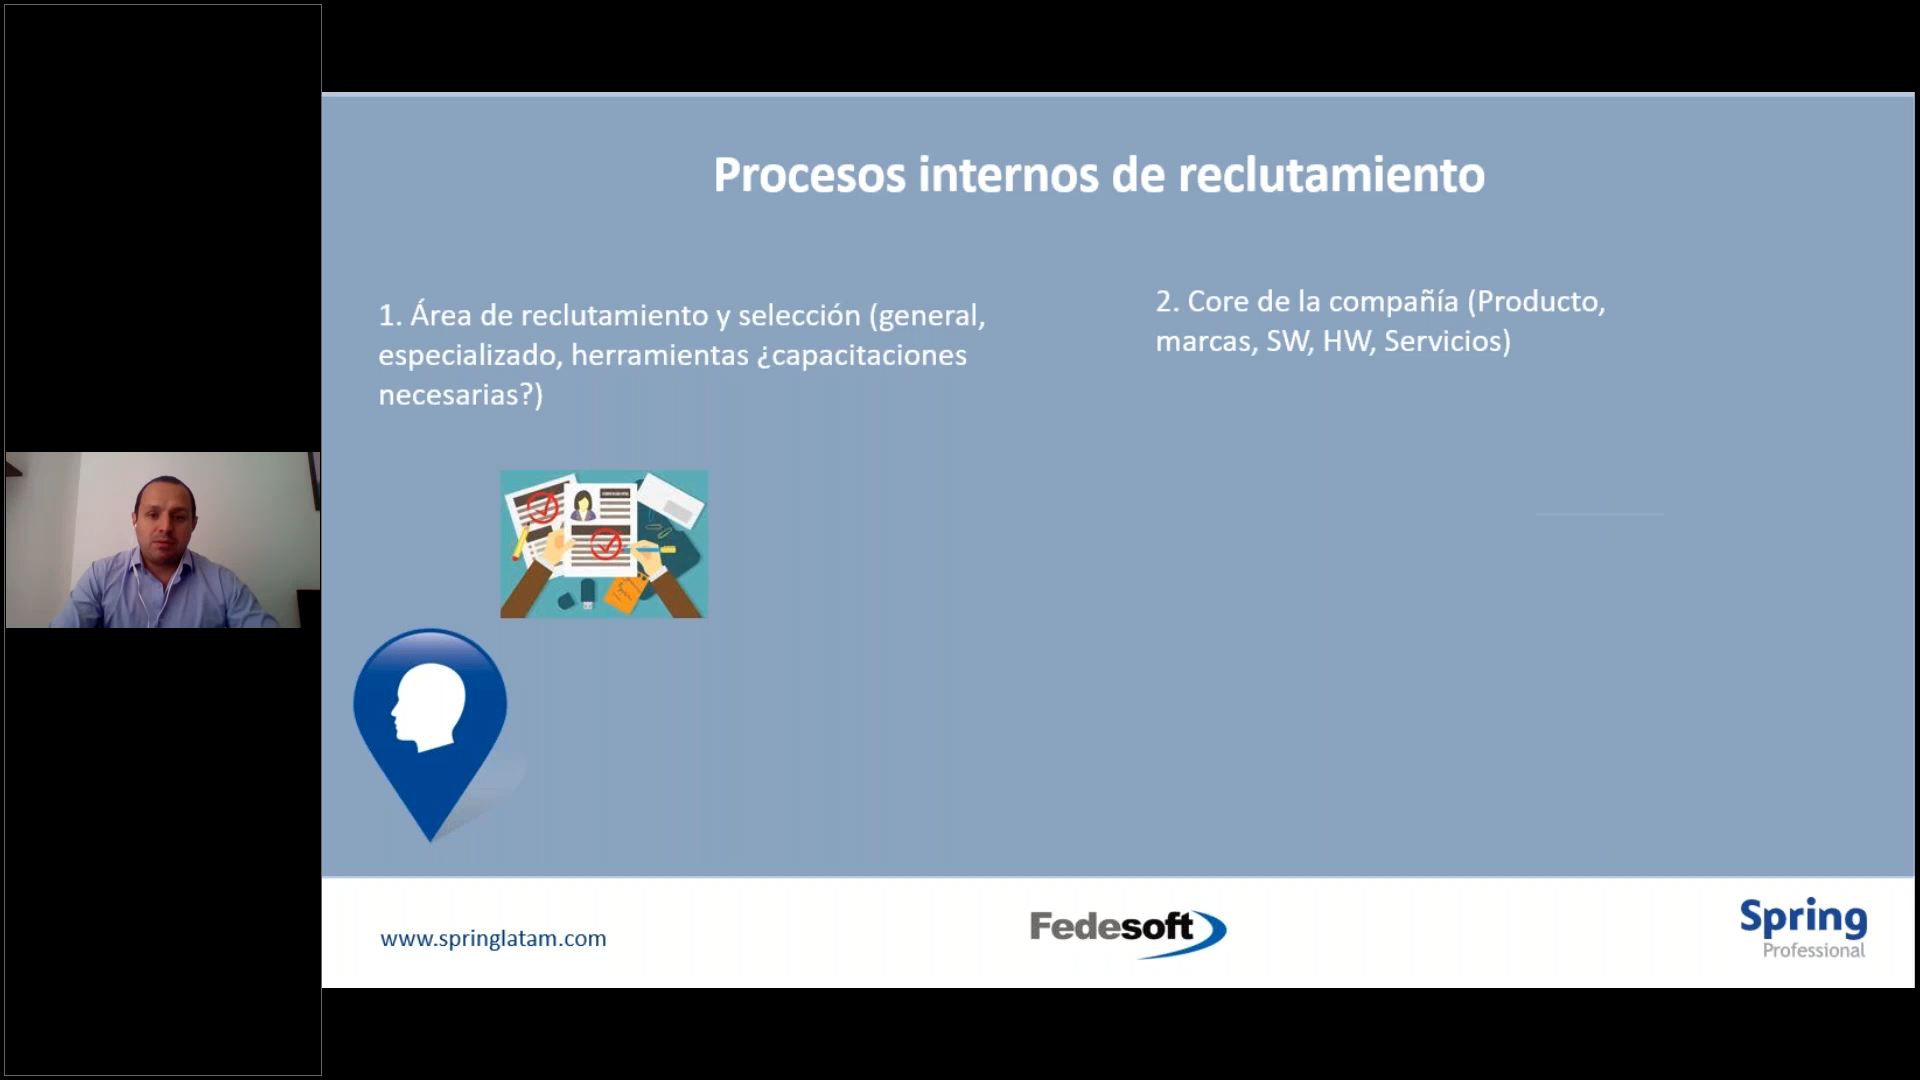 Procesos internos de reclutamiento
1. Área de reclutamiento y selección (general,
especializado, herramientas ¿capacitaciones
necesarias?)
2. Core de la compañía (Producto,
marcas, SW, HW, Servicios)
www.springlatam.com
Fedesoft
Spring
Professional